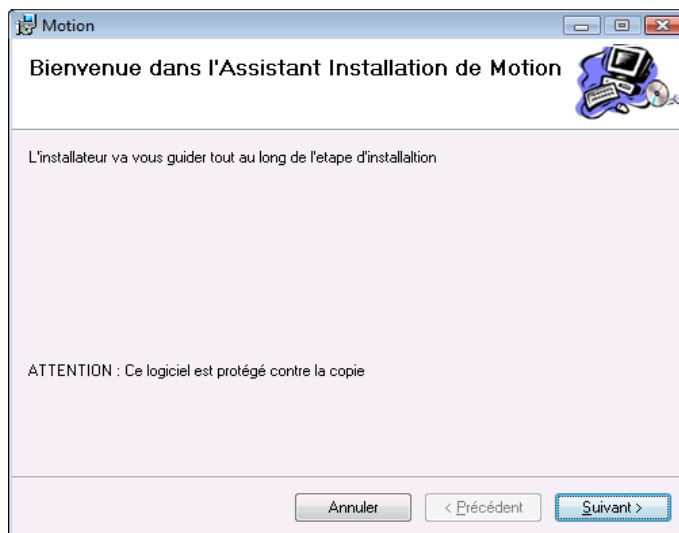 Motion
Bienvenue dans l'Assistant Installation de Motion
L'installateur va vous guider tout au long de l'etape d'installaltion
ATTENTION : Ce logiciel est protégé contre la copie
Annuler
< Précédent
Suivant >